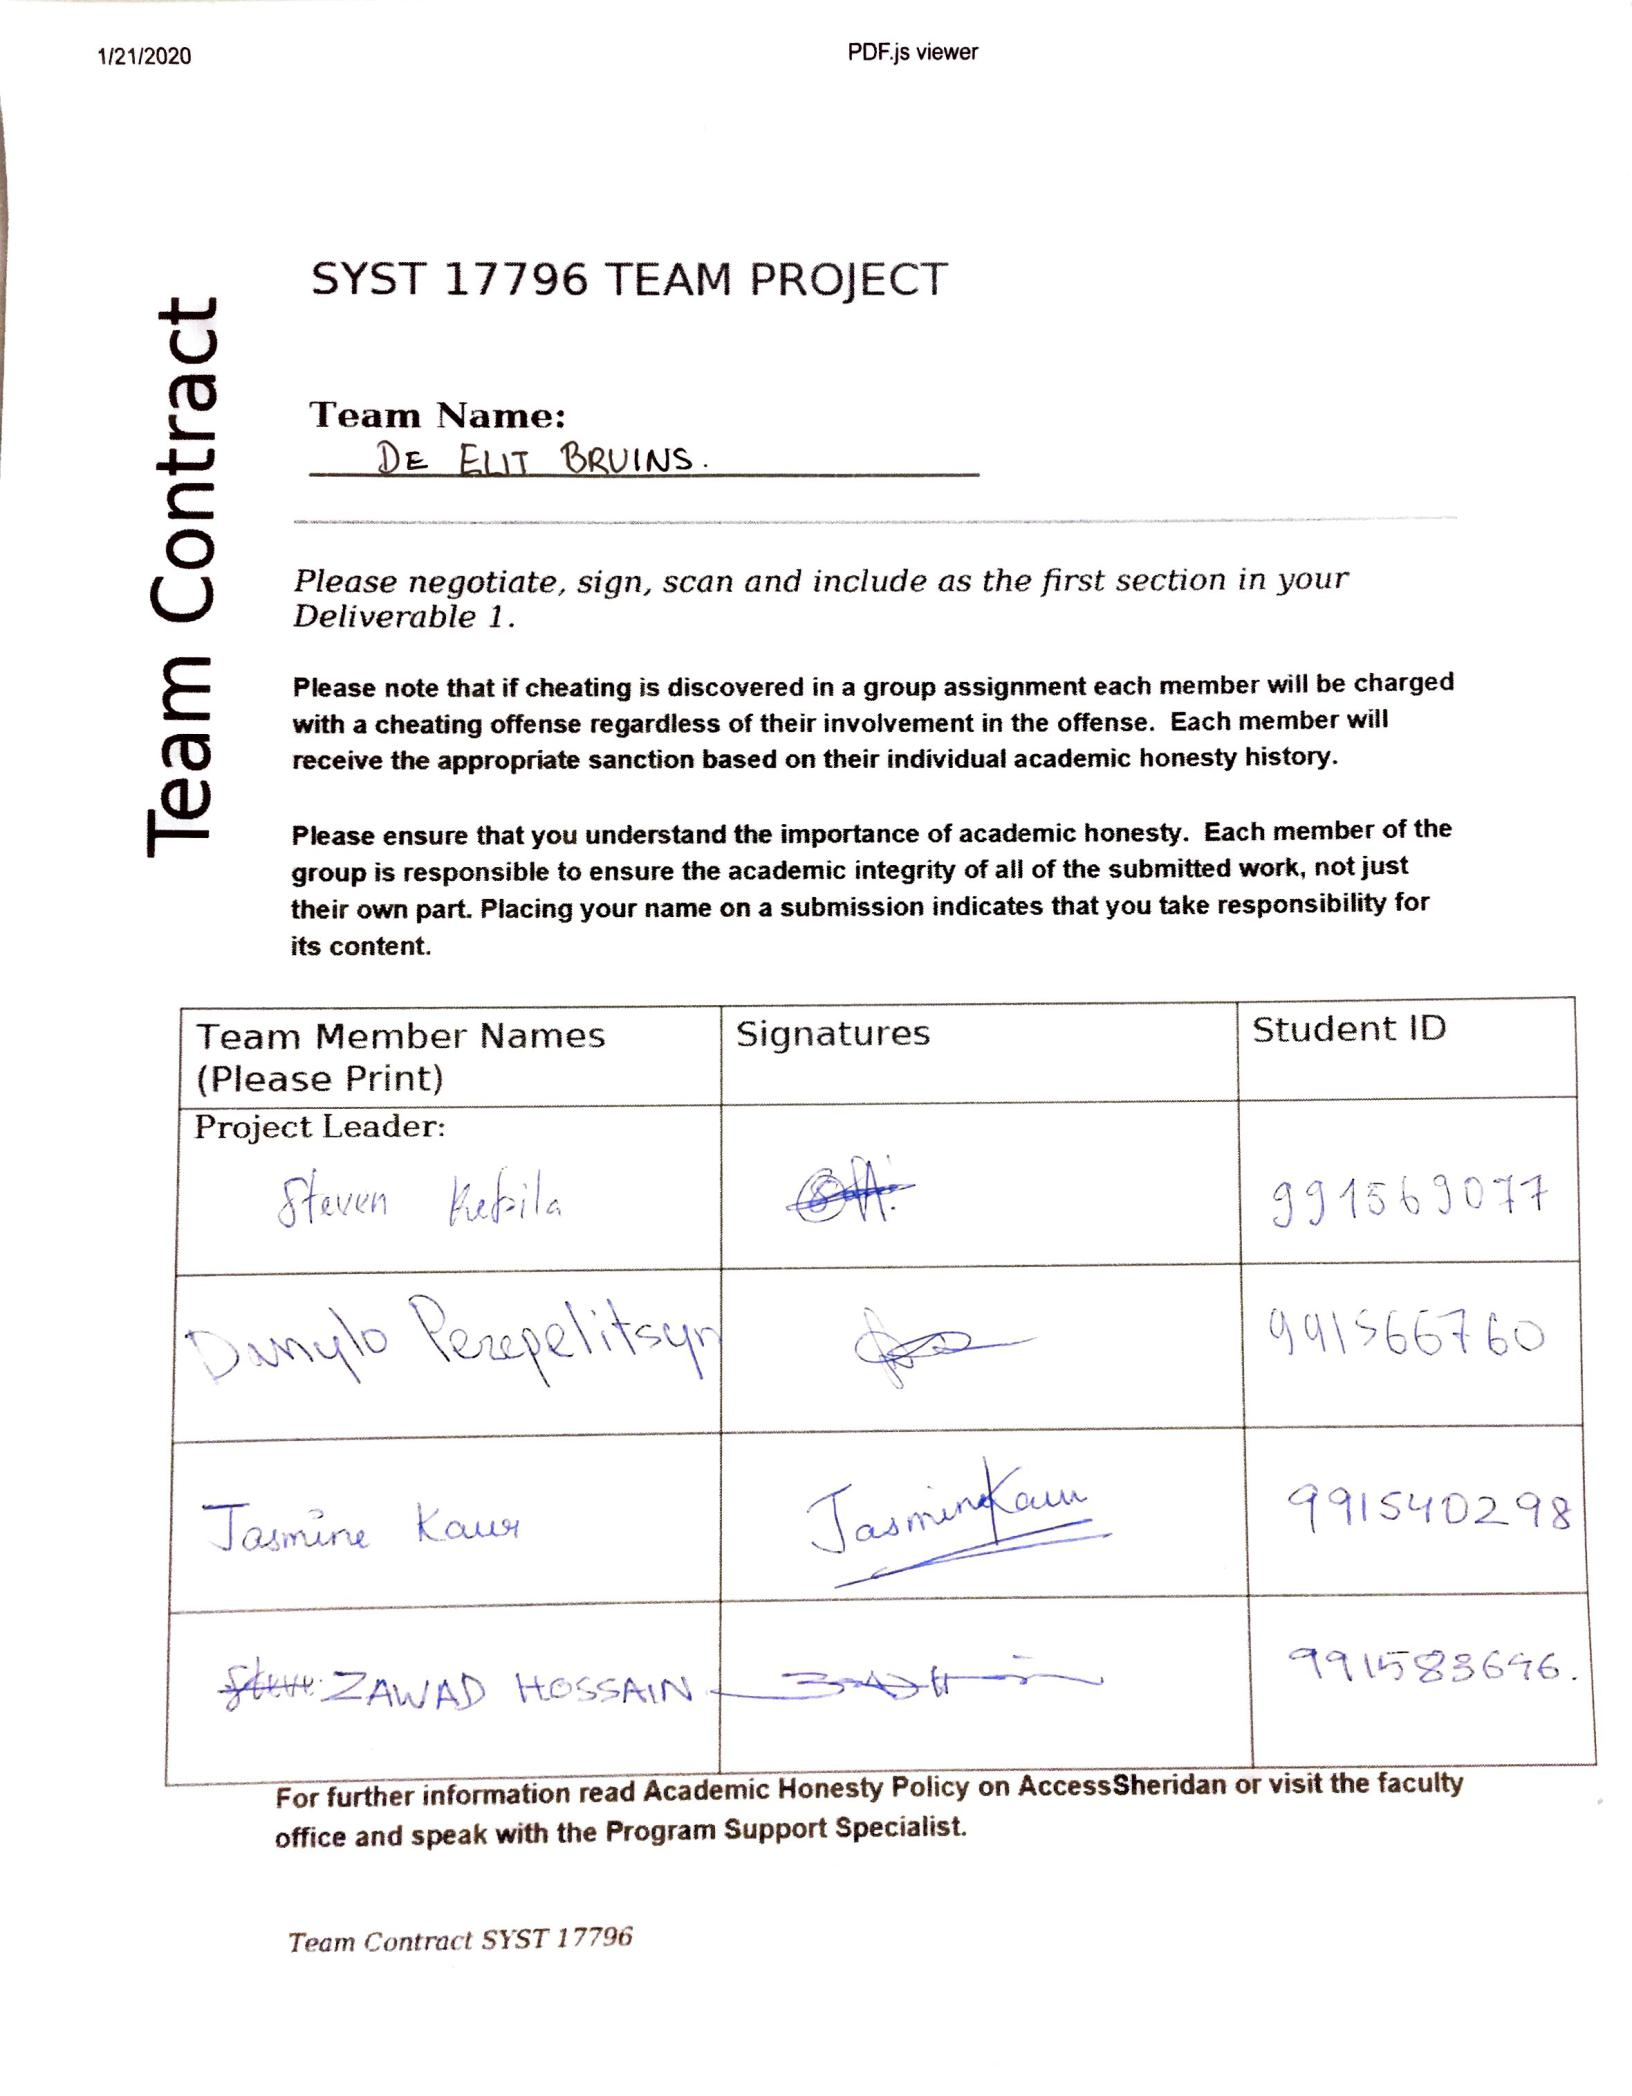 1/21/2020
PDF.js viewer
Team Contract
SYST 17796 TEAM PROJECT
Team Name:
DE ELIT BRUINS.
Please negotiate, sign, scan and include as the first section in your
Deliverable 1.
Please note that if cheating is discovered in a group assignment each member will be charged
with a cheating offense regardless of their involvement in the offense. Each member will
receive the appropriate sanction based on their individual academic honesty history.
Please ensure that you understand the importance of academic honesty. Each member of the
group is responsible to ensure the academic integrity of all of the submitted work, not just
their own part. Placing your name on a submission indicates that you take responsibility for
its content.
Team Member Names
(Please Print)
Signatures
Student ID
Project Leader:
Steven
991569077
Danylo Perepelitsyn
991566760
Jasmine Kaur
JasminKaur
991540298
ZAWAD HOSSAIN
For further information read Academic Honesty Policy on AccessSheridan or visit the faculty
office and speak with the Program Support Specialist.
Team Contract SYST 17796